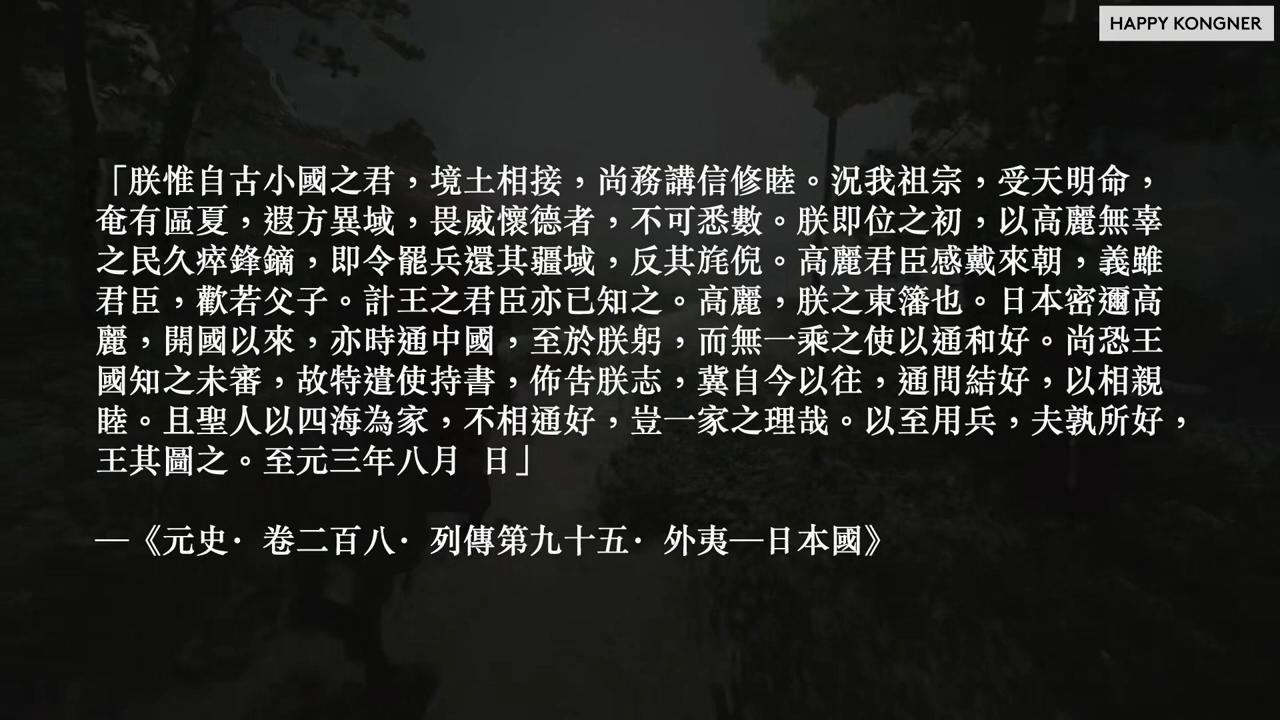 HAPPY KONGNER
「朕惟自古小國之君，境土相接，尚務講信修睦。況我祖宗，受天明命，
奄有區夏，遐方異域，畏威懷德者，不可悉數。朕即位之初，以高麗無辜
之民久瘁鋒鏑，即令罷兵還其疆域，反其旄倪。高麗君臣感戴來朝，義雖
君臣，歡若父子。計王之君臣亦已知之。高麗，朕之東籓也。日本密邇高
麗，開國以來，亦時通中國，至於朕躬，而無一乘之使以通和好。尚恐王
國知之未審，故特遣使持書，佈告朕志，冀自今以往，通問結好，以相親
睦。且聖人以四海為家，不相通好，豈一家之理哉。以至用兵，夫孰所好，
王其圖之。至元三年八月 日」
—《元史·卷二百八·列傳第九十五·外夷—日本國》